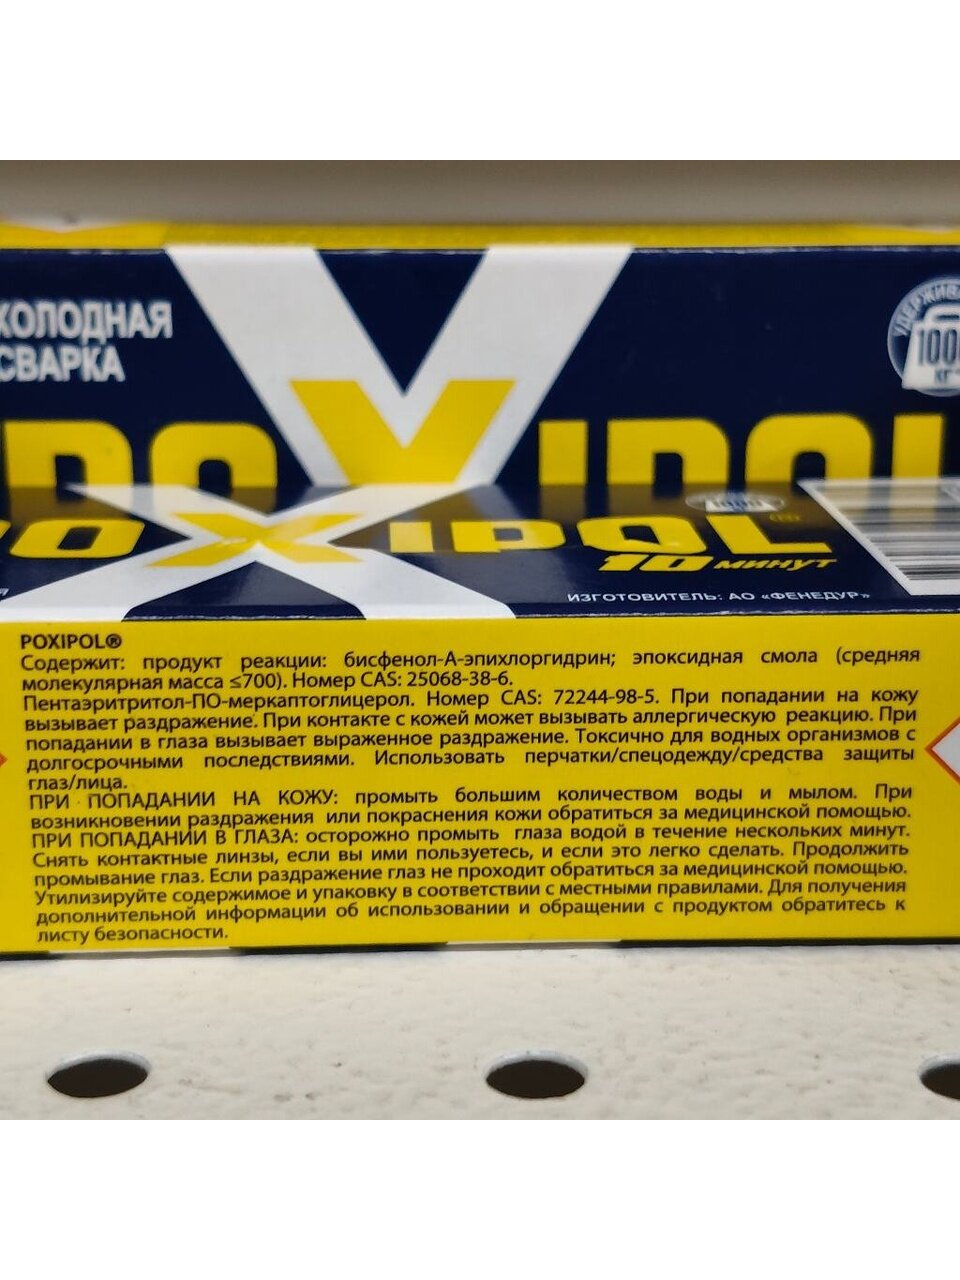 ХОЛОДНАЯ
СВАРКА
POXIPOL
POXIPOL
10 минут
ИЗГОТОВИТЕЛЬ: АО «ФЕНЕДУР»
POXIPOL®
Содержит: продукт реакции: бисфенол-А-эпихлоргидрин; эпоксидная смола (средняя
молекулярная масса ≤700). Номер CAS: 25068-38-6.
Пентаэритритол-ПО-меркаптоглицерол. Номер CAS: 72244-98-5. При попадании на кожу
вызывает раздражение. При контакте с кожей может вызывать аллергическую реакцию. При
попадании в глаза вызывает выраженное раздражение. Токсично для водных организмов с
долгосрочными последствиями. Использовать перчатки/спецодежду/средства защиты
глаз/лица.
ПРИ ПОПАДАНИИ НА КОЖУ: промыть большим количеством воды и мылом. При
возникновении раздражения или покраснения кожи обратиться за медицинской помощью.
ПРИ ПОПАДАНИИ В ГЛАЗА: осторожно промыть глаза водой в течение нескольких минут.
Снять контактные линзы, если вы ими пользуетесь, и если это легко сделать. Продолжить
промывание глаз. Если раздражение глаз не проходит обратиться за медицинской помощью.
Утилизируйте содержимое и упаковку в соответствии с местными правилами. Для получения
дополнительной информации об использовании и обращении с продуктом обратитесь к
листу безопасности.